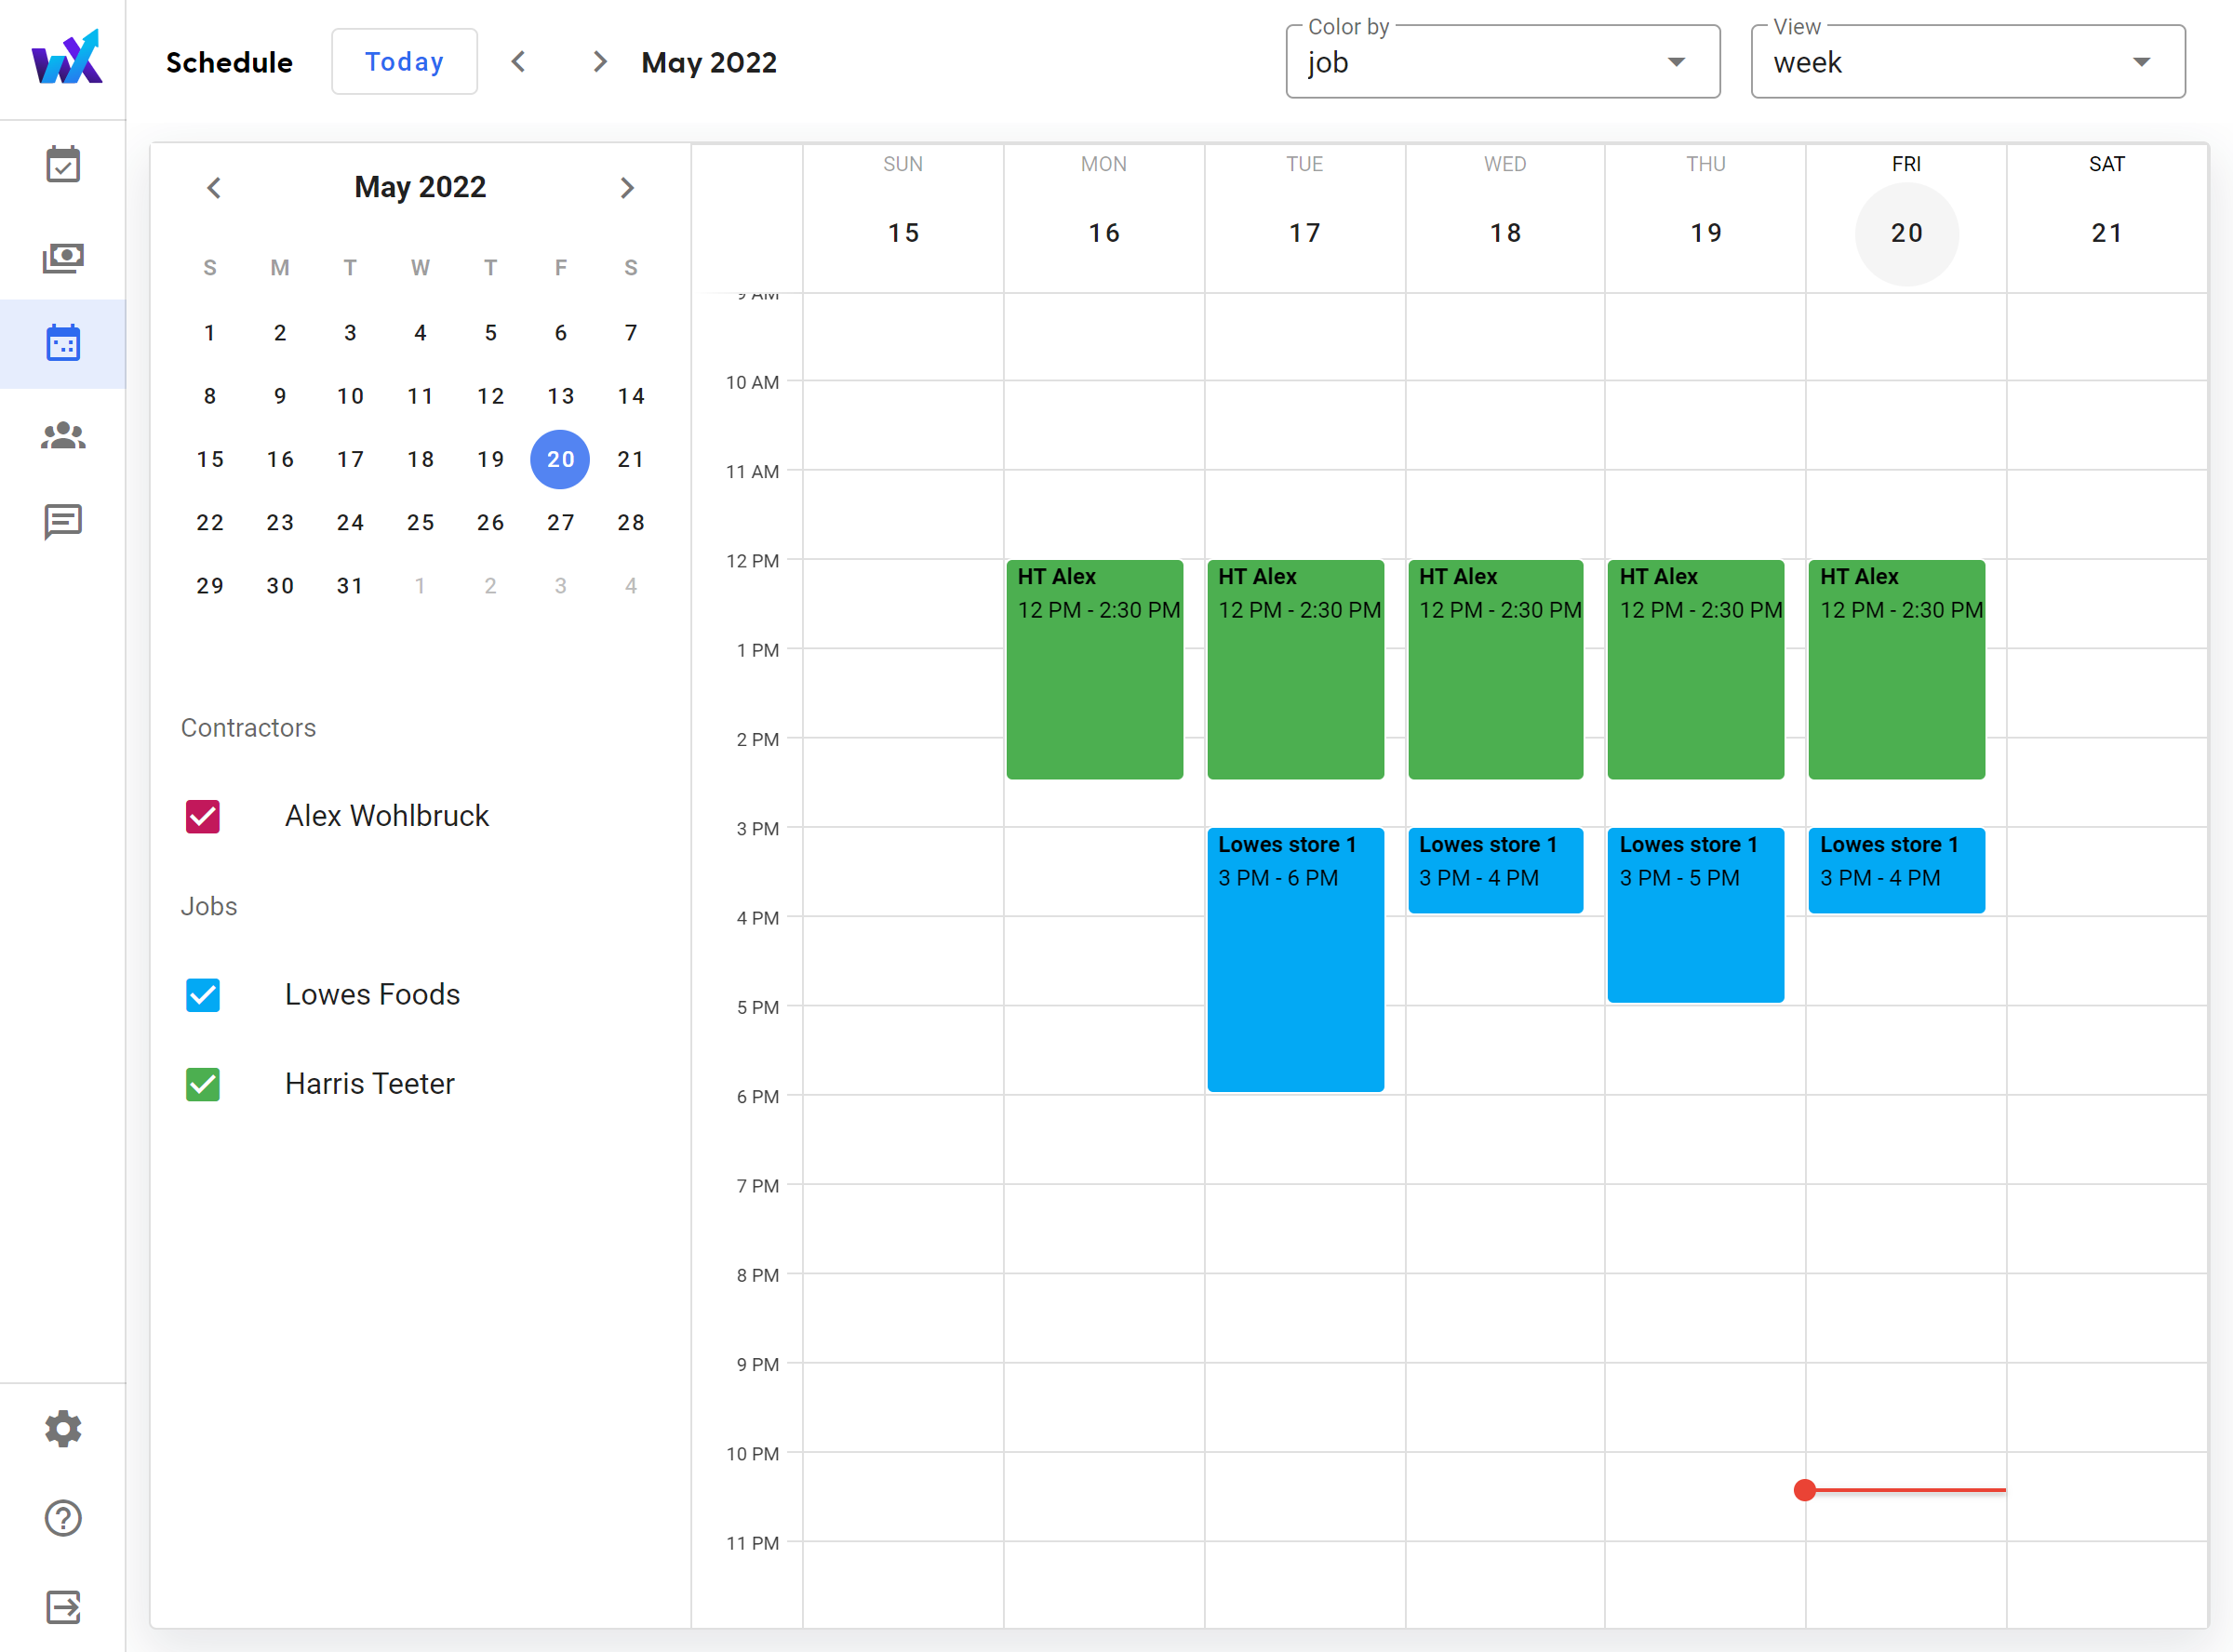 Schedule
Today
May 2022
Color by
job
View
week
May 2022
S M T W T F S
1 2 3 4 5 6 7
8 9 10 11 12 13 14
15 16 17 18 19 20 21
22 23 24 25 26 27 28
29 30 31 1 2 3 4
Contractors
Alex Wohlbruck
Jobs
Lowes Foods
Harris Teeter
SUN MON TUE WED THU FRI SAT
15 16 17 18 19 20 21
9 AM
10 AM
11 AM
12 PM
HT Alex HT Alex HT Alex HT Alex HT Alex
12 PM - 2:30 PM 12 PM - 2:30 PM 12 PM - 2:30 PM 12 PM - 2:30 PM 12 PM - 2:30 PM
1 PM
2 PM
3 PM
Lowes store 1 Lowes store 1 Lowes store 1 Lowes store 1
3 PM - 6 PM 3 PM - 4 PM 3 PM - 5 PM 3 PM - 4 PM
4 PM
5 PM
6 PM
7 PM
8 PM
9 PM
10 PM
11 PM